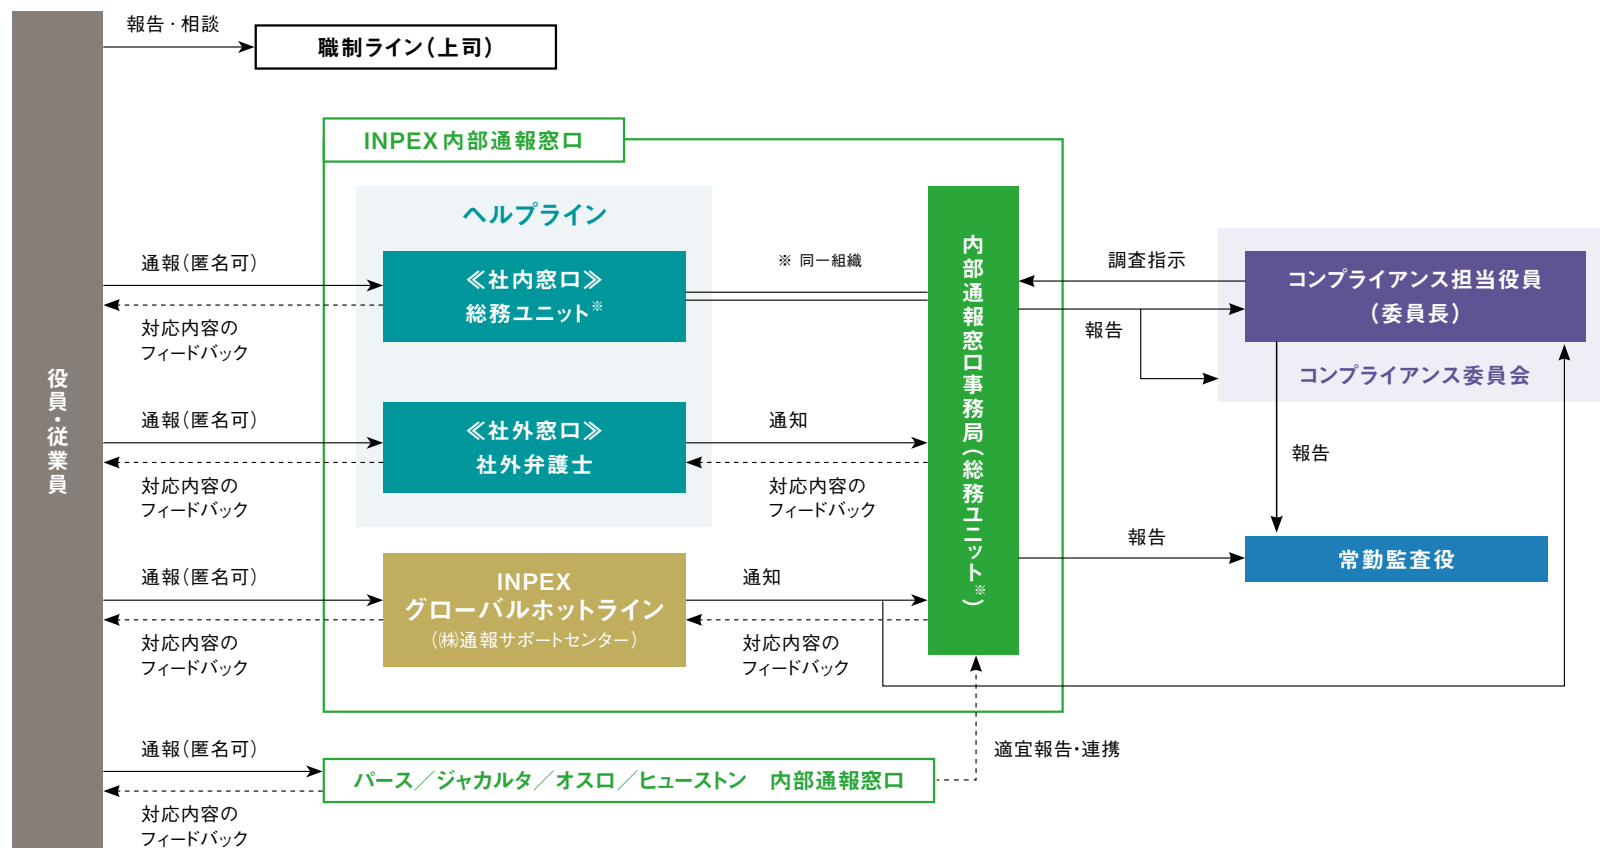 報告・相談
職制ライン(上司)
INPEX 内部通報窓口
ヘルプライン
通報(匿名可)
対応内容の
フィードバック
≪社内窓口≫
総務ユニット※
※ 同一組織
役員・従業員
通報(匿名可)
対応内容の
フィードバック
≪社外窓口≫
社外弁護士
通知
対応内容の
フィードバック
通報(匿名可)
対応内容の
フィードバック
INPEX
グローバルホットライン
(㈱通報サポートセンター)
通知
対応内容の
フィードバック
内部通報窓口事務局(総務ユニット※)
調査指示
報告
コンプライアンス担当役員
(委員長)
コンプライアンス委員会
報告
報告
常勤監査役
通報(匿名可)
対応内容の
フィードバック
パース/ジャカルタ/オスロ/ヒューストン 内部通報窓口
適宜報告・連携